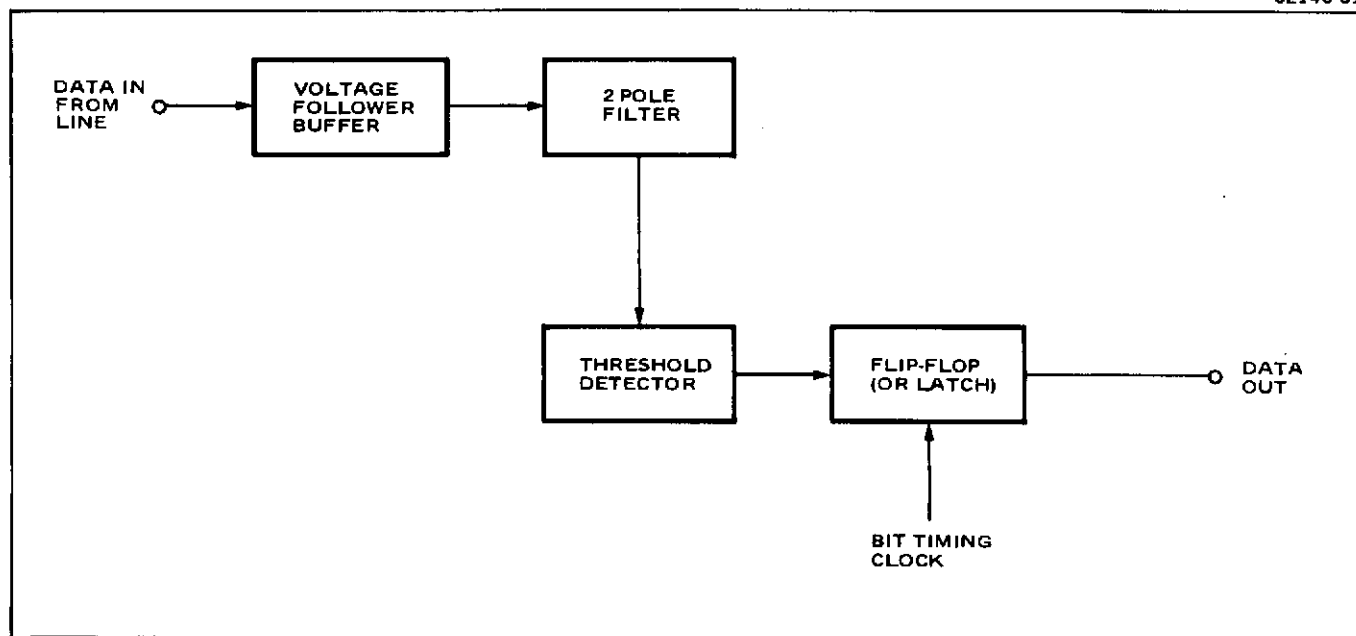 DATA IN
FROM
LINE
VOLTAGE
FOLLOWER
BUFFER
2 POLE
FILTER
THRESHOLD
DETECTOR
FLIP-FLOP
(OR LATCH)
DATA
OUT
BIT TIMING
CLOCK